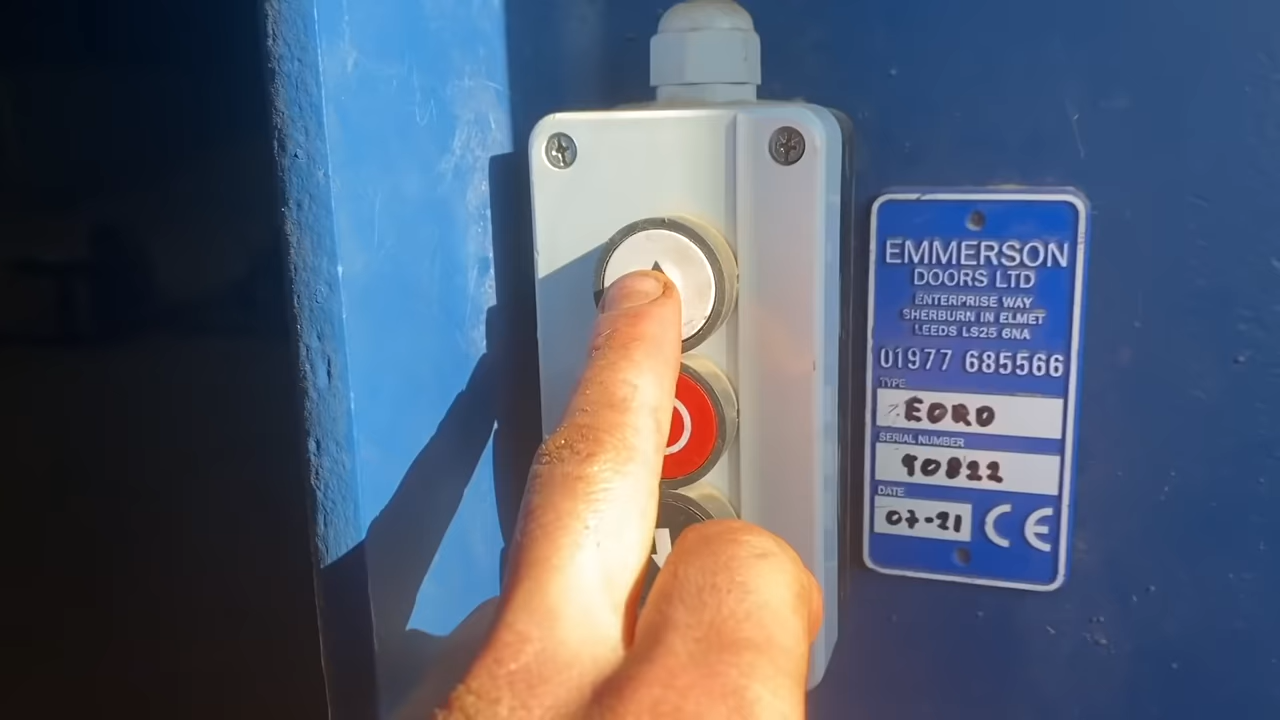 EMMERSON
DOORS LTD
ENTERPRISE WAY
SHERBURN IN ELMET
LEEDS LS25 6NA
01977 685566
TYPE
EORO
SERIAL NUMBER
90822
DATE
07-21
CE